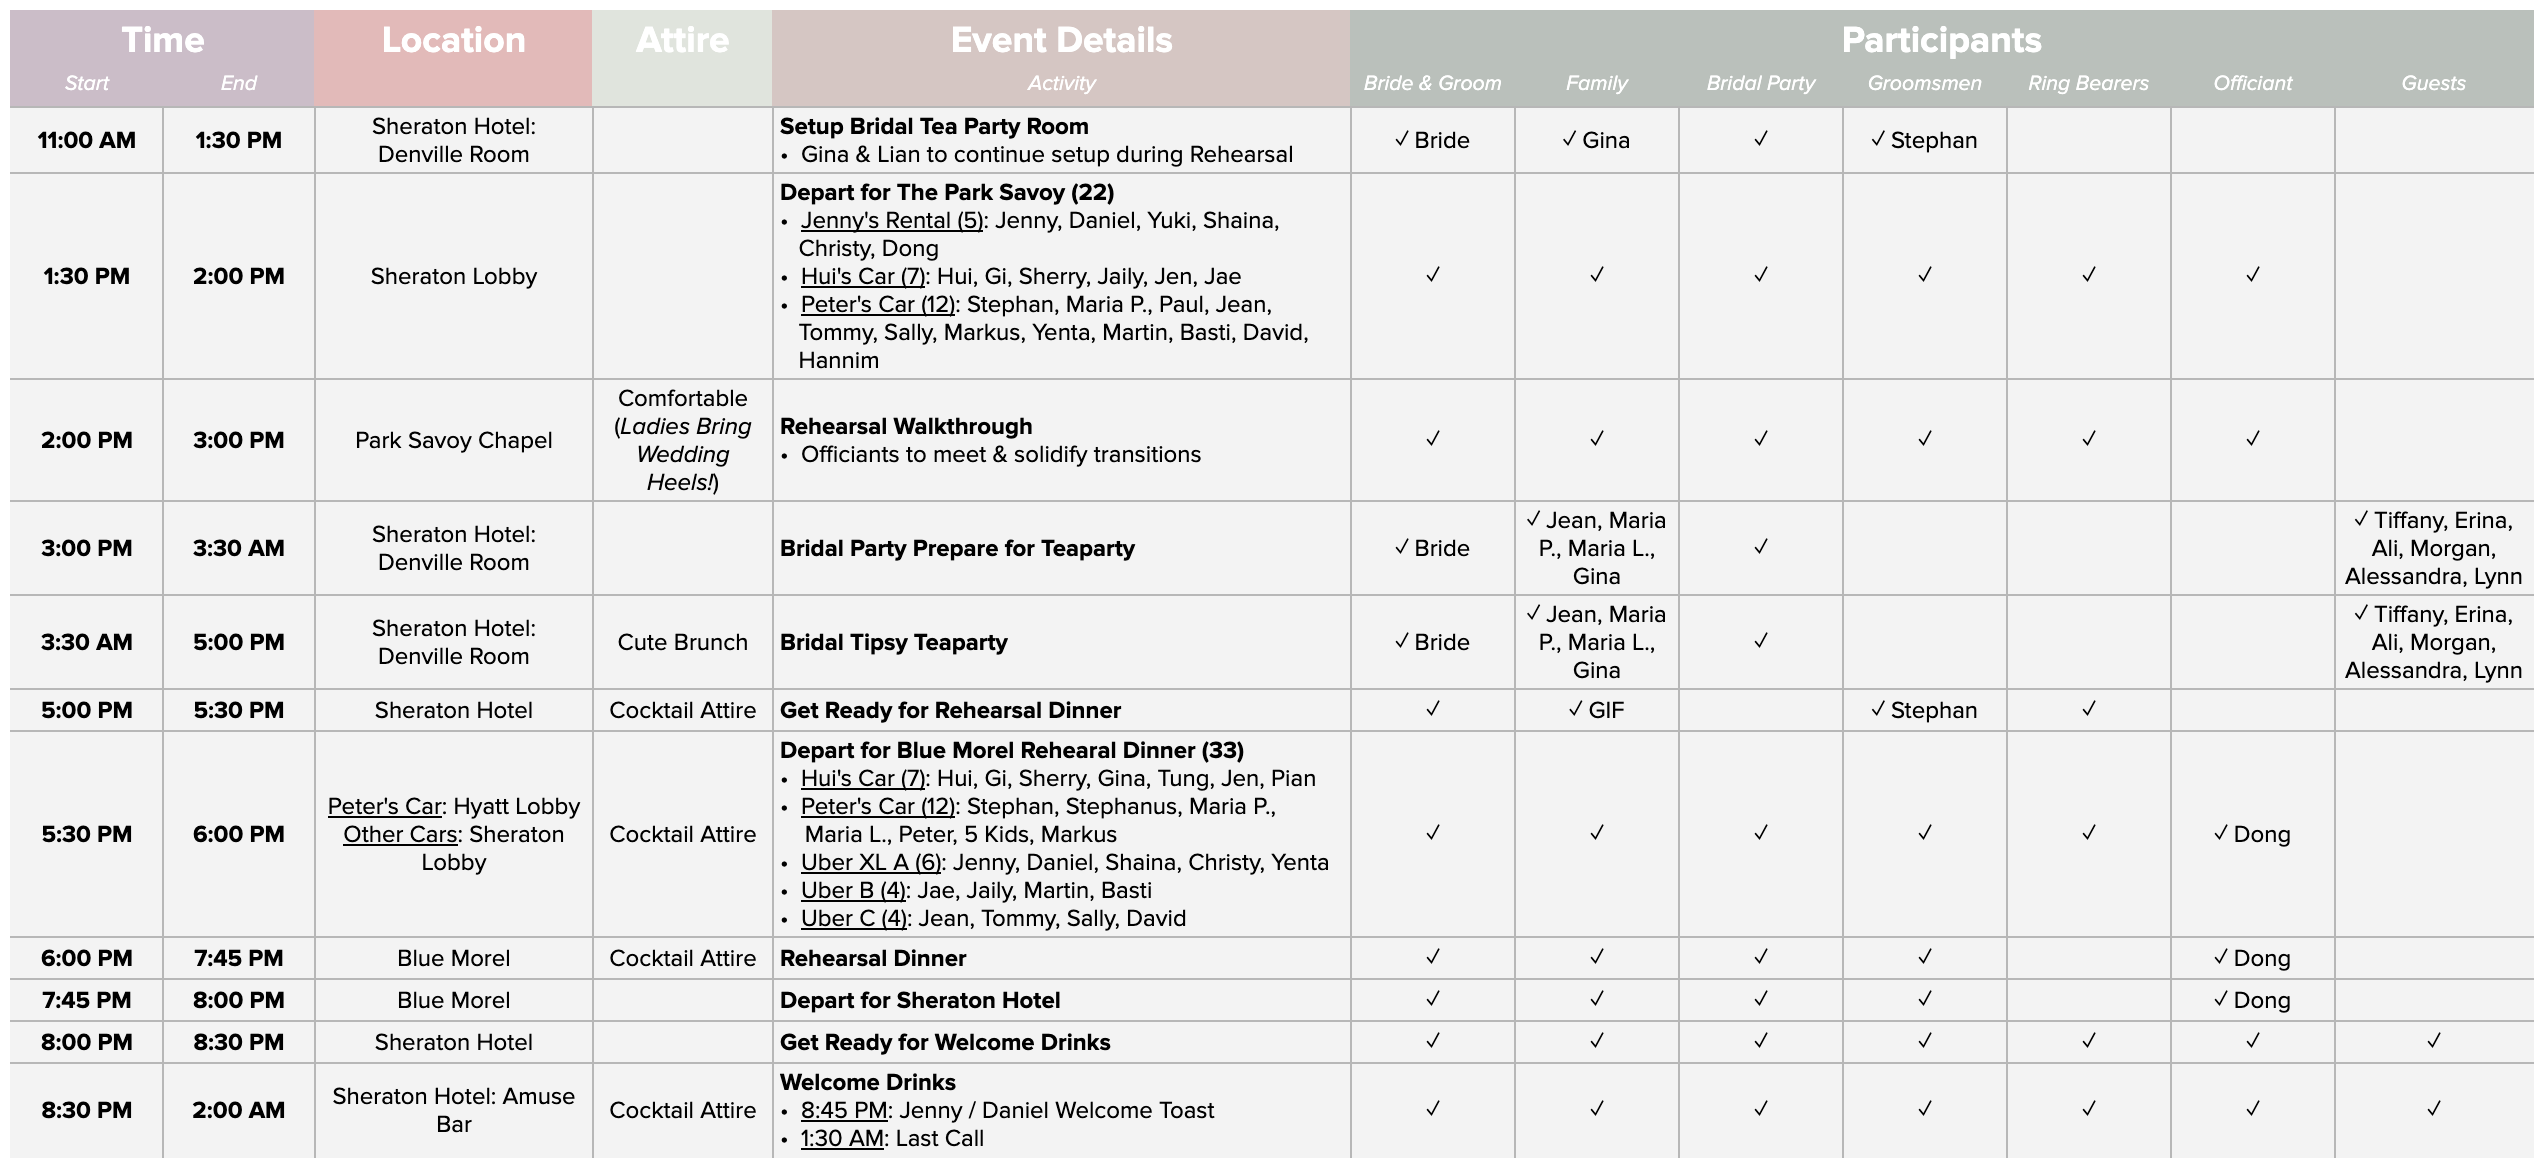 Time Location Attire Event Details Participants
Start End Activity Bride & Groom Family Bridal Party Groomsmen Ring Bearers Officiant Guests
11:00 AM
1:30 PM
Sheraton Hotel:
Denville Room
Setup Bridal Tea Party Room
• Gina & Lian to continue setup during Rehearsal
✓ Bride
✓ Gina
✓
✓ Stephan
1:30 PM
2:00 PM
Sheraton Lobby
Depart for The Park Savoy (22)
• Jenny's Rental (5): Jenny, Daniel, Yuki, Shaina,
Christy, Dong
• Hui's Car (7): Hui, Gi, Sherry, Jaily, Jen, Jae
• Peter's Car (12): Stephan, Maria P., Paul, Jean,
Tommy, Sally, Markus, Yenta, Martin, Basti, David,
Hannim
✓
✓
✓
✓
✓
✓
2:00 PM
3:00 PM
Park Savoy Chapel
Comfortable
(Ladies Bring
Wedding
Heels!)
Rehearsal Walkthrough
• Officiants to meet & solidify transitions
✓
✓
✓
✓
✓
✓
3:00 PM
3:30 AM
Sheraton Hotel:
Denville Room
Bridal Party Prepare for Teaparty
✓ Bride
✓ Jean, Maria
P., Maria L.,
Gina
✓
✓ Tiffany, Erina,
Ali, Morgan,
Alessandra, Lynn
3:30 AM
5:00 PM
Sheraton Hotel:
Denville Room
Cute Brunch
Bridal Tipsy Teaparty
✓ Bride
✓ Jean, Maria
P., Maria L.,
Gina
✓
✓ Tiffany, Erina,
Ali, Morgan,
Alessandra, Lynn
5:00 PM
5:30 PM
Sheraton Hotel
Cocktail Attire
Get Ready for Rehearsal Dinner
✓
✓ GIF
✓ Stephan
✓
5:30 PM
6:00 PM
Peter's Car: Hyatt Lobby
Other Cars: Sheraton
Lobby
Cocktail Attire
Depart for Blue Morel Rehearal Dinner (33)
• Hui's Car (7): Hui, Gi, Sherry, Gina, Tung, Jen, Pian
• Peter's Car (12): Stephan, Stephanus, Maria P.,
Maria L., Peter, 5 Kids, Markus
• Uber XL A (6): Jenny, Daniel, Shaina, Christy, Yenta
• Uber B (4): Jae, Jaily, Martin, Basti
• Uber C (4): Jean, Tommy, Sally, David
✓
✓
✓
✓
✓
✓ Dong
6:00 PM
7:45 PM
Blue Morel
Cocktail Attire
Rehearsal Dinner
✓
✓
✓
✓
✓ Dong
7:45 PM
8:00 PM
Blue Morel
Depart for Sheraton Hotel
✓
✓
✓
✓
✓ Dong
8:00 PM
8:30 PM
Sheraton Hotel
Get Ready for Welcome Drinks
✓
✓
✓
✓
✓
✓
✓
8:30 PM
2:00 AM
Sheraton Hotel: Amuse
Bar
Cocktail Attire
Welcome Drinks
• 8:45 PM: Jenny / Daniel Welcome Toast
• 1:30 AM: Last Call
✓
✓
✓
✓
✓
✓
✓